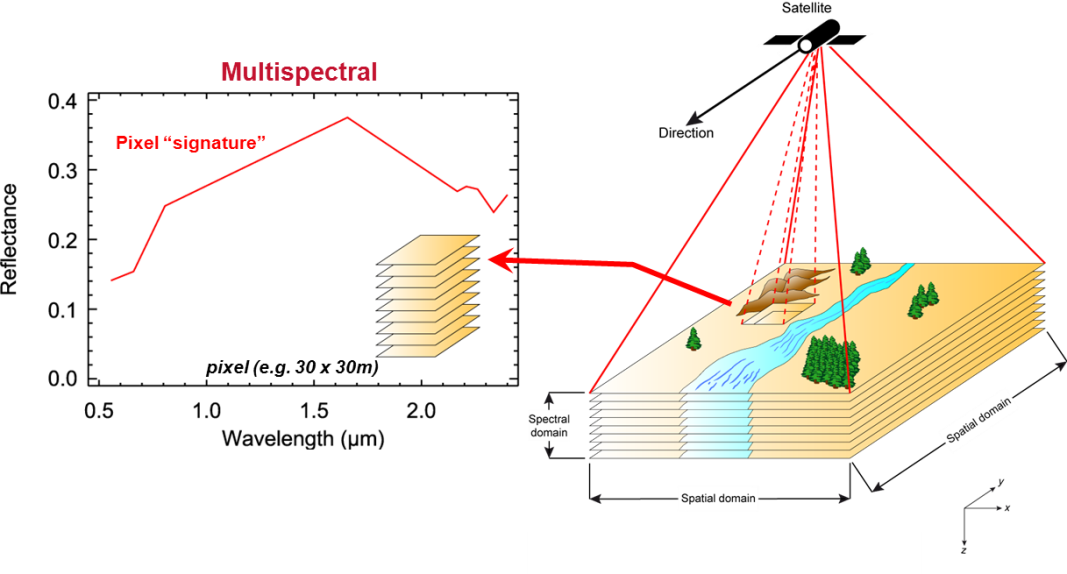 Satellite
Direction
Multispectral
Pixel “signature”
Reflectance
0.4
0.3
0.2
0.1
0.0
pixel (e.g. 30 x 30m)
0.5
1.0
1.5
2.0
Wavelength (μm)
Spectral
domain
Spatial domain
Spatial domain
y
x
z